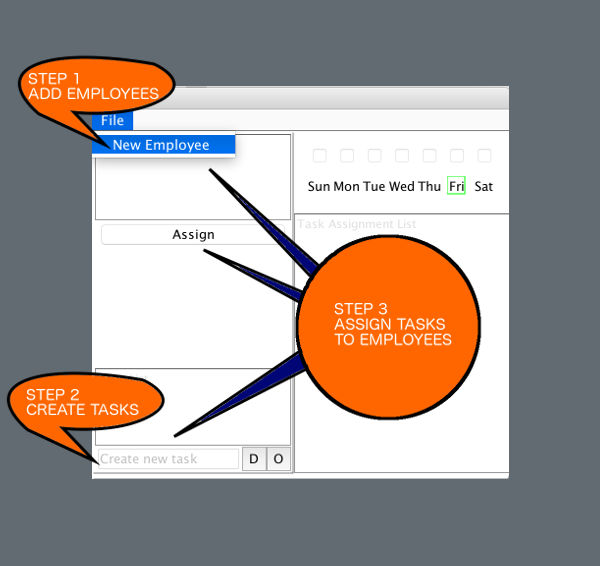 STEP 1
ADD EMPLOYEES
File
New Employee
Sun Mon Tue Wed Thu Fri Sat
Assign
Task Assignment List
STEP 3
ASSIGN TASKS
TO EMPLOYEES
STEP 2
CREATE TASKS
Create new task
D
O